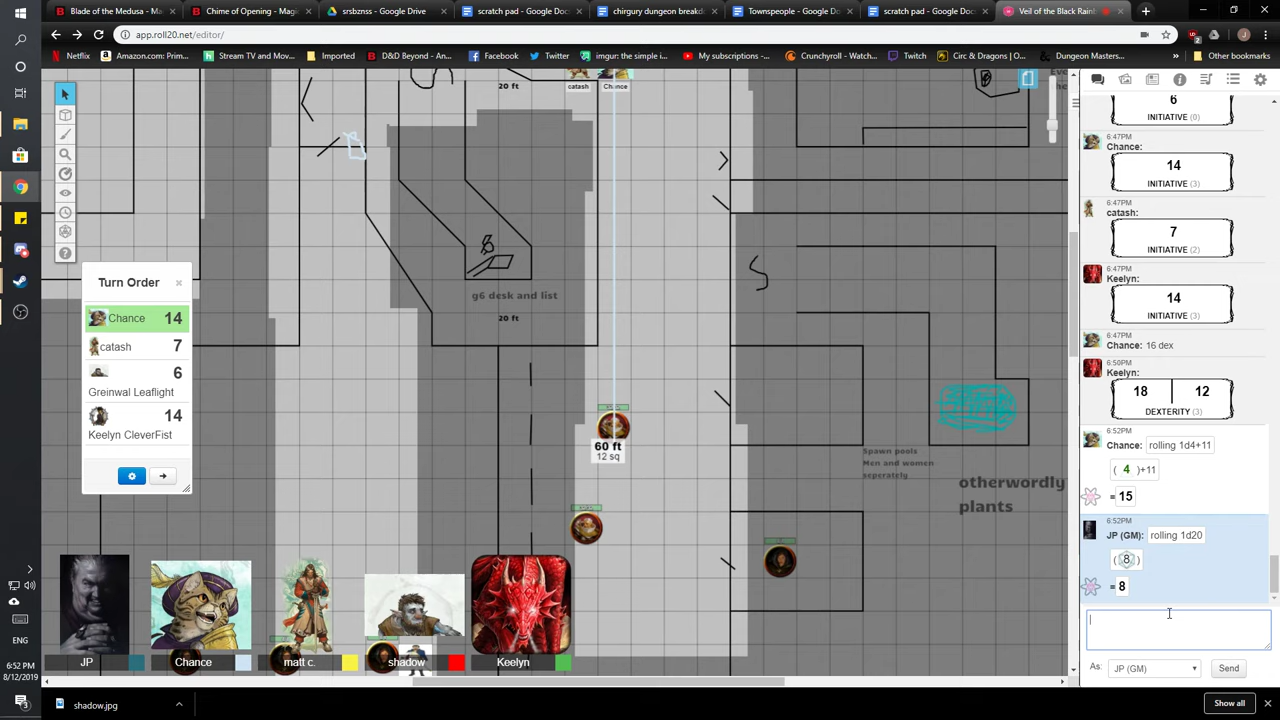 Blade of the Medusa - Mag
Chime of Opening - Magi
srsbznss - Google Drive
scratch pad - Google Docs
chirgury dungeon breakd
Townspeople - Google Doc
scratch pad - Google Docs
Veil of the Black Rainb
app.roll20.net/editor/
Netflix
Amazon.com: Prime...
Stream TV and Mov...
Imported
D&D Beyond - An...
Facebook
Twitter
imgur: the simple i...
My subscriptions -...
Crunchyroll - Watch...
Twitch
Circ & Dragons | O...
Dungeon Masters...
Other bookmarks
20 ft
catash
Chance
g6 desk and list
20 ft
Turn Order
Chance 14
catash 7
6
Greinwal Leaflight
14
Keelyn CleverFist
60 ft
12 sq
Spawn pools
Men and women
seperately
otherwordly
plants
6
INITIATIVE (0)
6:47PM
Chance:
14
INITIATIVE (3)
6:47PM
catash:
7
INITIATIVE (2)
6:47PM
Keelyn:
14
INITIATIVE (3)
6:47PM
Chance: 16 dex
6:50PM
Keelyn:
18 12
DEXTERITY (3)
6:52PM
Chance: rolling 1d4+11
( 4 )+11
= 15
6:52PM
JP (GM): rolling 1d20
( 8 )
= 8
As: JP (GM)
Send
JP
Chance
matt c.
shadow
Keelyn
ENG
6:52 PM
8/12/2019
shadow.jpg
Show all